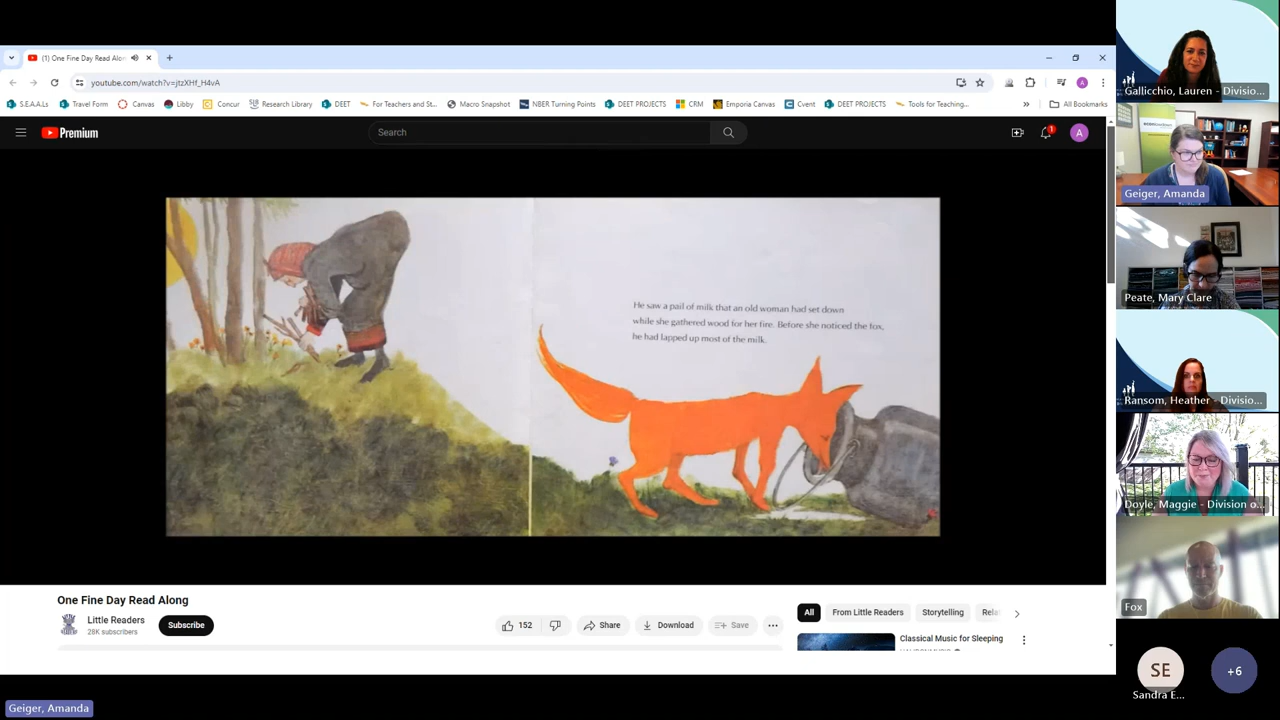 (1) One Fine Day Read Alon
youtube.com/watch?v=jtzXHf_H4vA
S.E.A.A.Ls Travel Form Canvas Libby Concur Research Library DEET For Teachers and St... Macro Snapshot NBER Turning Points DEET PROJECTS CRM Emporia Canvas Cvent DEET PROJECTS Tools for Teaching... » All Bookmarks
Premium
Search
1
A
He saw a pail of milk that an old woman had set down
while she gathered wood for her fire. Before she noticed the fox,
he had lapped up most of the milk.
One Fine Day Read Along
Little Readers
28K subscribers
Subscribe
152 Share Download Save ...
All From Little Readers Storytelling
Classical Music for Sleeping
Gallicchio, Lauren - Divisio...
Geiger, Amanda
Peate, Mary Clare
Ransom, Heather - Divisio...
Doyle, Maggie - Division o...
Fox
SE
Sandra E...
+6
Geiger, Amanda